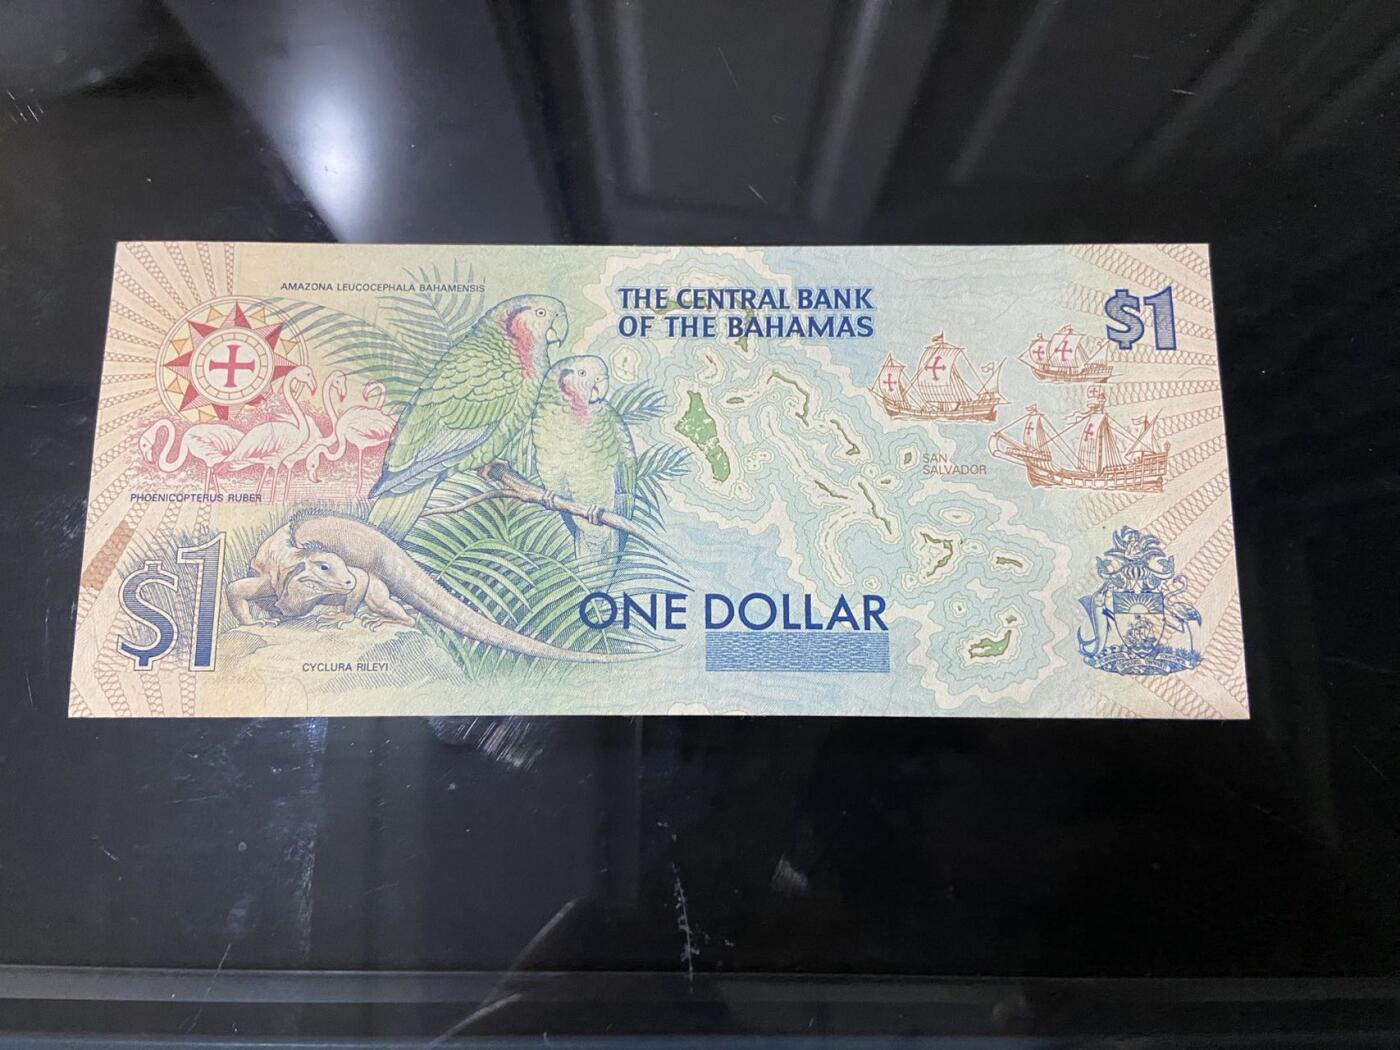 AMAZONA LEUCOCEPHALA BAHAMENSIS
THE CENTRAL BANK
OF THE BAHAMAS
$1
SAN
SALVADOR
PHOENICOPTERUS RUBER
$1
ONE DOLLAR
CYCLURA RILEYI